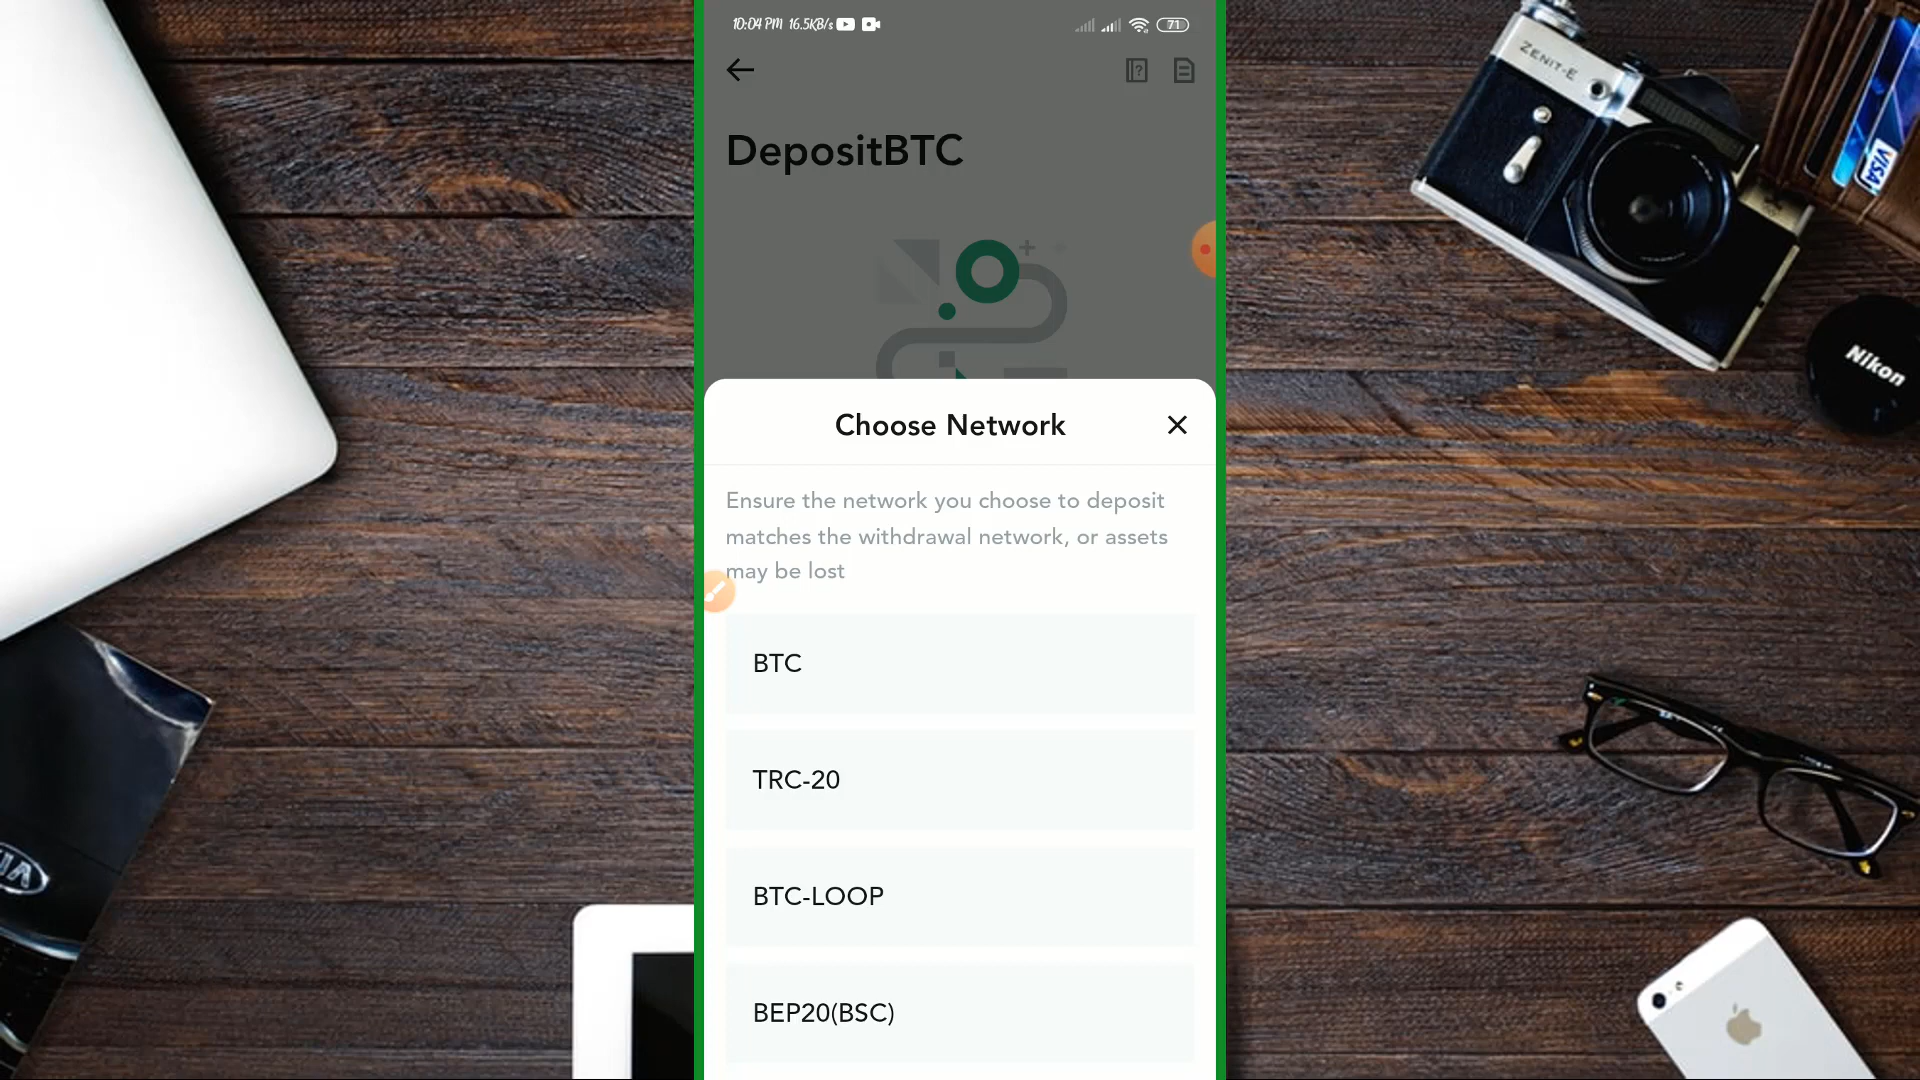 10:04 PM 16.5KB/s
71
DepositBTC
Choose Network
Ensure the network you choose to deposit
matches the withdrawal network, or assets
may be lost
BTC
TRC-20
BTC-LOOP
BEP20(BSC)
ZENIT-E
VISA
Nikon